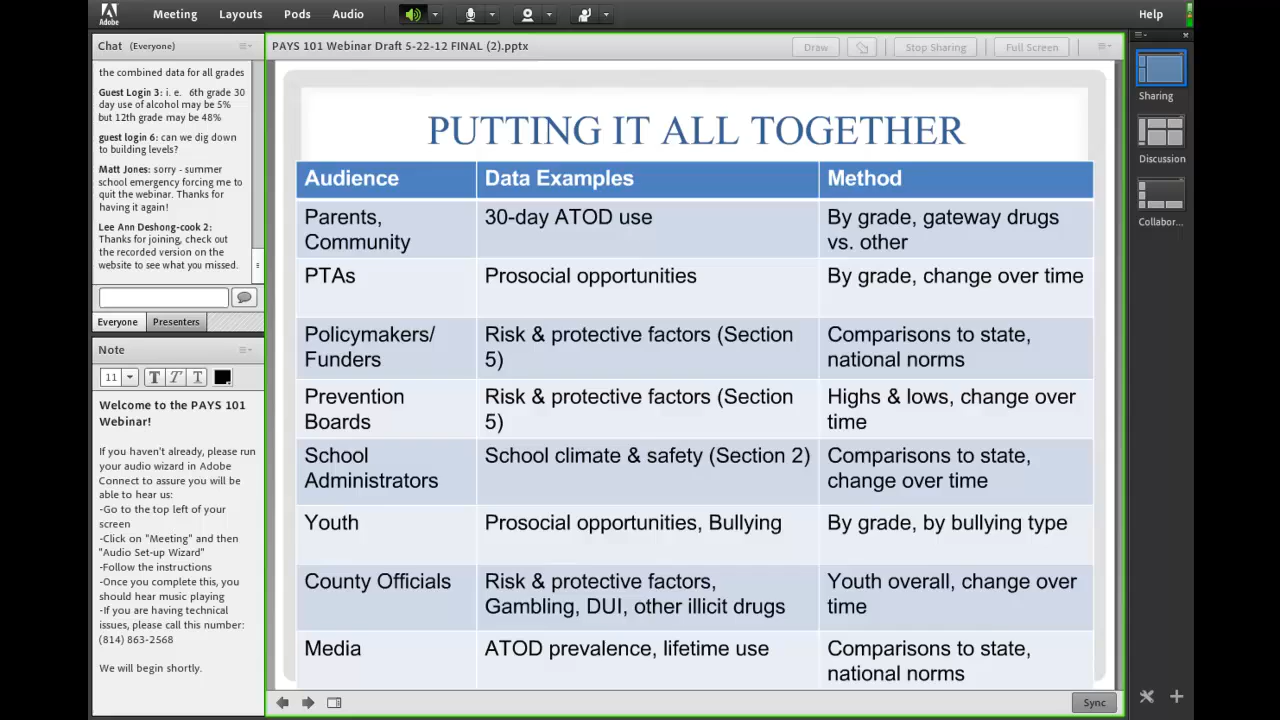 Adobe
Meeting Layouts Pods Audio Help
Chat (Everyone)
the combined data for all grades
Guest Login 3: i. e. 6th grade 30
day use of alcohol may be 5%
but 12th grade may be 48%
guest login 6: can we dig down
to building levels?
Matt Jones: sorry - summer
school emergency forcing me to
quit the webinar. Thanks for
having it again!
Lee Ann Deshong-cook 2:
Thanks for joining, check out
the recorded version on the
website to see what you missed.
Everyone Presenters
Note
11 T T T
Welcome to the PAYS 101
Webinar!
If you haven't already, please run
your audio wizard in Adobe
Connect to assure you will be
able to hear us:
-Go to the top left of your
screen
-Click on "Meeting" and then
"Audio Set-up Wizard"
-Follow the instructions
-Once you complete this, you
should hear music playing
-If you are having technical
issues, please call this number:
(814) 863-2568
We will begin shortly.
PAYS 101 Webinar Draft 5-22-12 FINAL (2).pptx
Draw Stop Sharing Full Screen
PUTTING IT ALL TOGETHER
Audience Data Examples Method
Parents, 30-day ATOD use By grade, gateway drugs
Community vs. other
PTAs Prosocial opportunities By grade, change over time
Policymakers/ Risk & protective factors (Section Comparisons to state,
Funders 5) national norms
Prevention Risk & protective factors (Section Highs & lows, change over
Boards 5) time
School School climate & safety (Section 2) Comparisons to state,
Administrators change over time
Youth Prosocial opportunities, Bullying By grade, by bullying type
County Officials Risk & protective factors, Youth overall, change over
Gambling, DUI, other illicit drugs time
Media ATOD prevalence, lifetime use Comparisons to state,
national norms
Sync
Sharing
Discussion
Collabor...